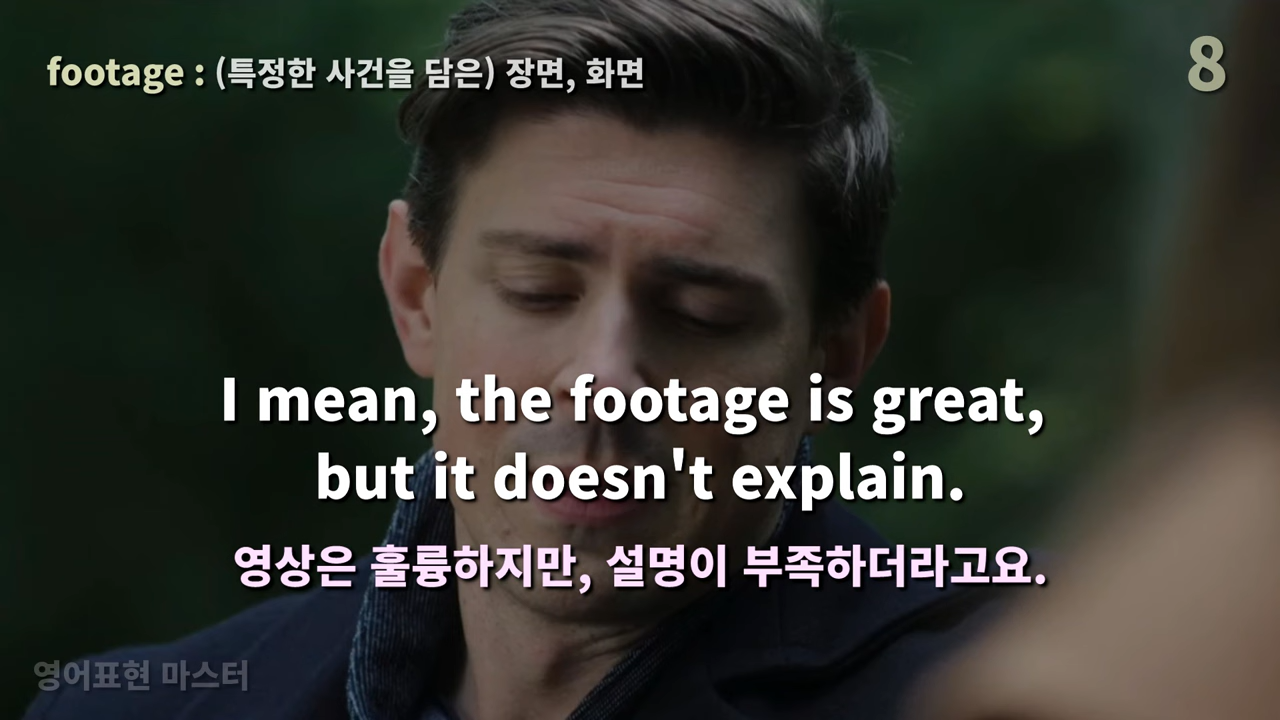 footage : (특정한 사건을 담은) 장면, 화면
8
I mean, the footage is great,
but it doesn't explain.
영상은 훌륭하지만, 설명이 부족하더라고요.
영어표현 마스터